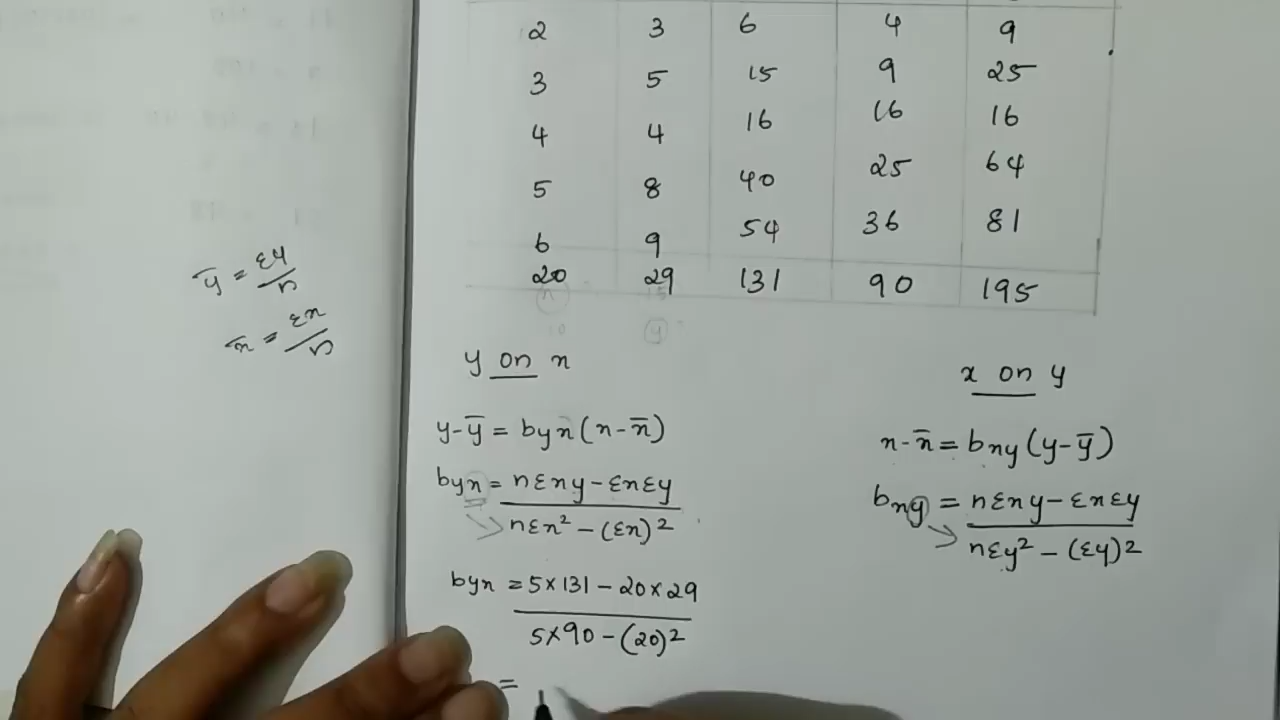 2 3 6 4 9
3 5 15 9 25
4 4 16 16 16
5 8 40 25 64
6 9 54 36 81
20 29 131 90 195
ȳ = Σy/n
x̄ = Σx/n
y on x
y-ȳ = byx(x-x̄)
byx = nΣxy-ΣxΣy
nΣx² - (Σx)²
byx = 5×131 - 20×29
5×90 - (20)²
=
x on y
x-x̄ = bxy(y-ȳ)
bxy = nΣxy-ΣxΣy
nΣy² - (Σy)²